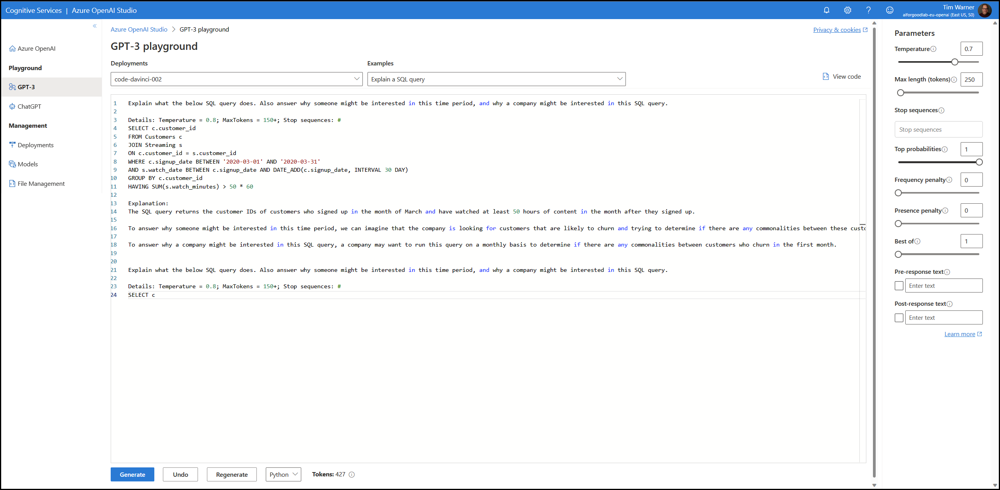 Cognitive Services | Azure OpenAI Studio
Tim Warner
aiforgoodlab-eu-openai (East US, S0)
Azure OpenAI
Playground
GPT-3
ChatGPT
Management
Deployments
Models
File Management
Azure OpenAI Studio > GPT-3 playground
Privacy & cookies
GPT-3 playground
Deployments
code-davinci-002
Examples
Explain a SQL query
View code
1 Explain what the below SQL query does. Also answer why someone might be interested in this time period, and why a company might be interested in this SQL query.
2
3 Details: Temperature = 0.8; MaxTokens = 150+; Stop sequences: #
4 SELECT c.customer_id
5 FROM Customers c
6 JOIN Streaming s
7 ON c.customer_id = s.customer_id
8 WHERE c.signup_date BETWEEN '2020-03-01' AND '2020-03-31'
9 AND s.watch_date BETWEEN c.signup_date AND DATE_ADD(c.signup_date, INTERVAL 30 DAY)
10 GROUP BY c.customer_id
11 HAVING SUM(s.watch_minutes) > 50 * 60
12
13 Explanation:
14 The SQL query returns the customer IDs of customers who signed up in the month of March and have watched at least 50 hours of content in the month after they signed up.
15
16 To answer why someone might be interested in this time period, we can imagine that the company is looking for customers that are likely to churn and trying to determine if there are any commonalities between these
17
18 To answer why a company might be interested in this SQL query, a company may want to run this query on a monthly basis to determine if there are any commonalities between customers who churn in the first month.
19
20
21 Explain what the below SQL query does. Also answer why someone might be interested in this time period, and why a company might be interested in this SQL query.
22
23 Details: Temperature = 0.8; MaxTokens = 150+; Stop sequences: #
24 SELECT c
Generate
Undo
Regenerate
Python
Tokens: 427
Parameters
Temperature 0.7
Max length (tokens) 250
Stop sequences
Stop sequences
Top probabilities 1
Frequency penalty 0
Presence penalty 0
Best of 1
Pre-response text
Enter text
Post-response text
Enter text
Learn more